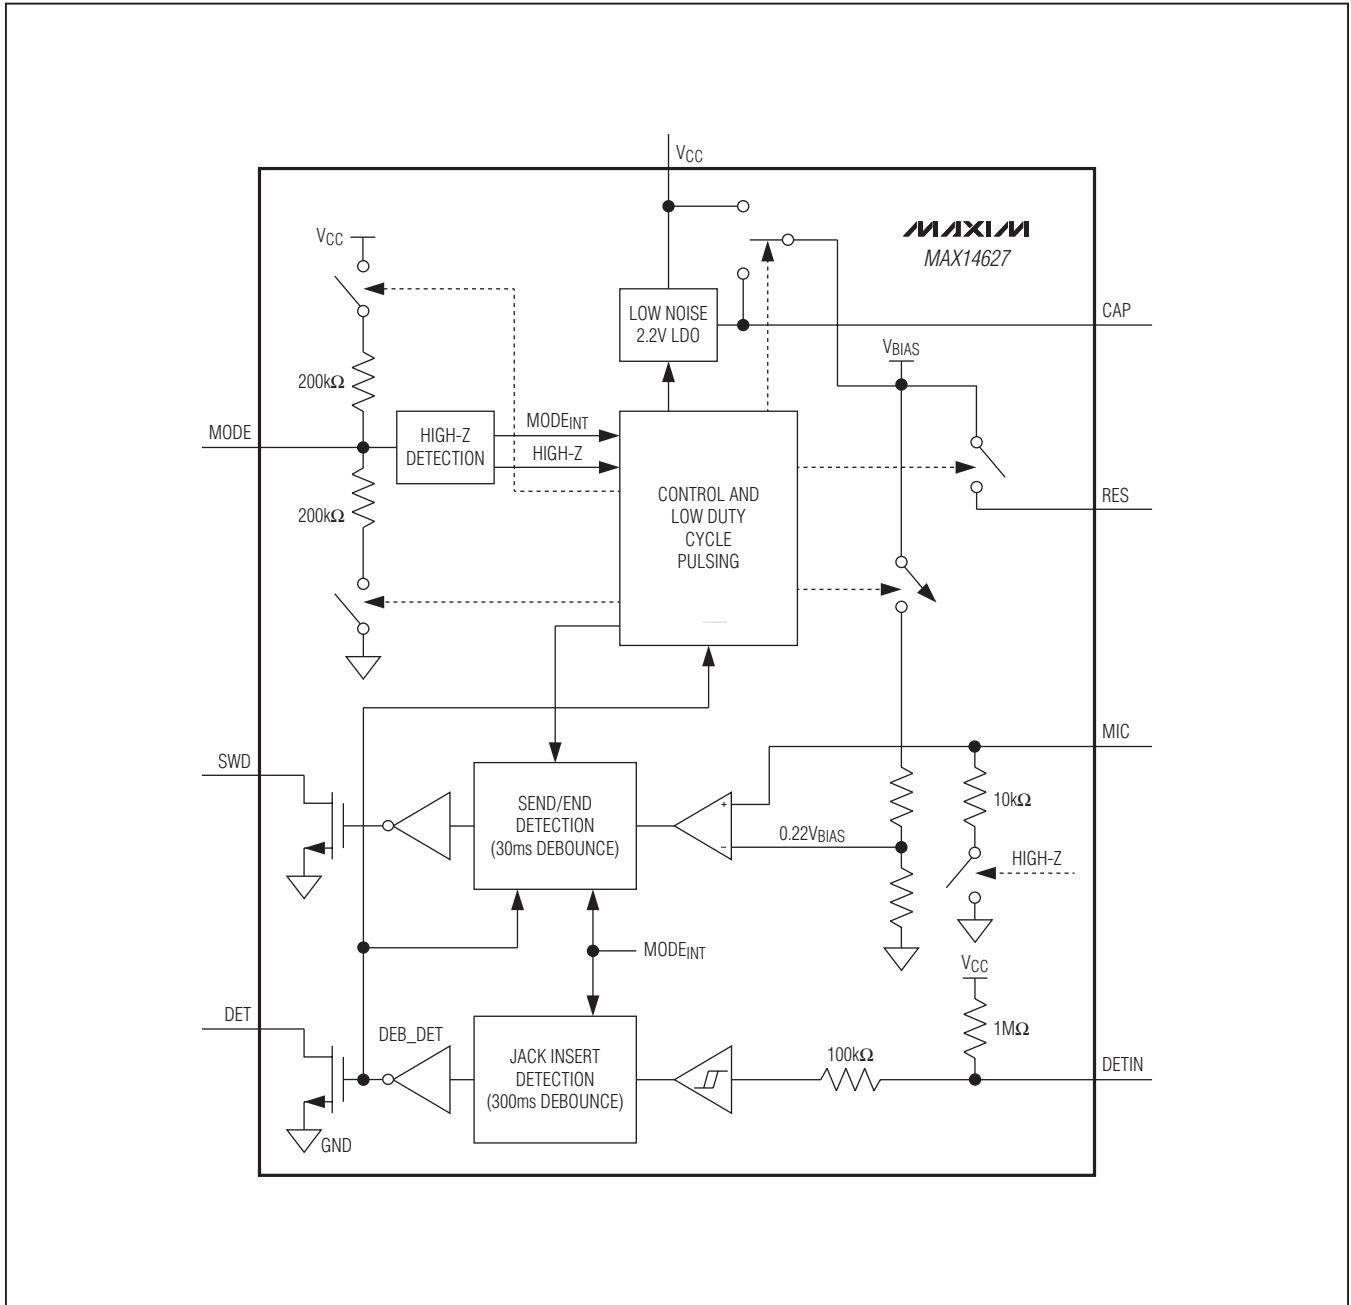 VCC
MAXIM
MAX14627
VCC
LOW NOISE
2.2V LDO
CAP
VBIAS
200kΩ
MODE
HIGH-Z
DETECTION
MODEINT
HIGH-Z
CONTROL AND
LOW DUTY
CYCLE
PULSING
RES
200kΩ
MIC
SWD
SEND/END
DETECTION
(30ms DEBOUNCE)
+
−
0.22VBIAS
10kΩ
HIGH-Z
MODEINT
VCC
DET
DEB_DET
JACK INSERT
DETECTION
(300ms DEBOUNCE)
100kΩ
1MΩ
DETIN
GND